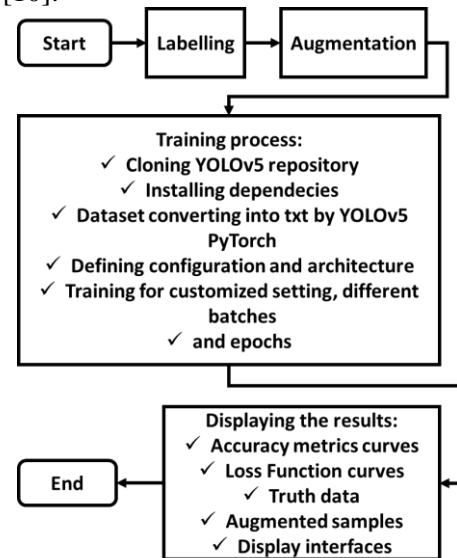 [10].
Start
Labelling
Augmentation
Training process:
✓ Cloning YOLOv5 repository
✓ Installing dependecies
✓ Dataset converting into txt by YOLOv5
PyTorch
✓ Defining configuration and architecture
✓ Training for customized setting, different
batches
✓ and epochs
Displaying the results:
✓ Accuracy metrics curves
✓ Loss Function curves
✓ Truth data
✓ Augmented samples
✓ Display interfaces
End